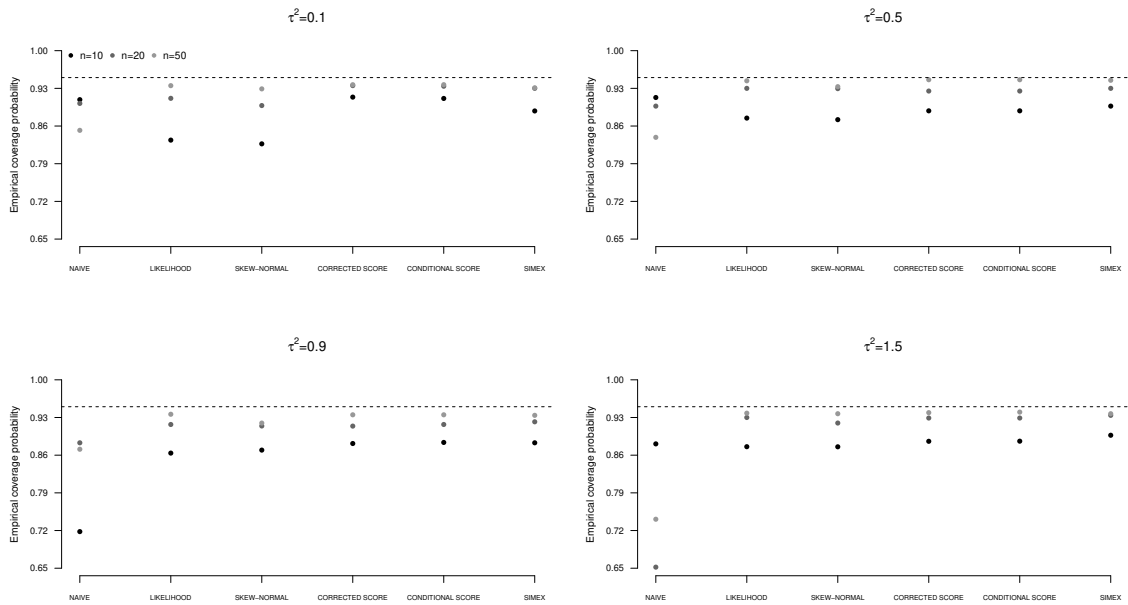 τ²=0.1
Empirical coverage probability
1.00
0.93
0.86
0.79
0.72
0.65
n=10 n=20 n=50
NAIVE LIKELIHOOD SKEW−NORMAL CORRECTED SCORE CONDITIONAL SCORE SIMEX
τ²=0.5
Empirical coverage probability
1.00
0.93
0.86
0.79
0.72
0.65
NAIVE LIKELIHOOD SKEW−NORMAL CORRECTED SCORE CONDITIONAL SCORE SIMEX
τ²=0.9
Empirical coverage probability
1.00
0.93
0.86
0.79
0.72
0.65
NAIVE LIKELIHOOD SKEW−NORMAL CORRECTED SCORE CONDITIONAL SCORE SIMEX
τ²=1.5
Empirical coverage probability
1.00
0.93
0.86
0.79
0.72
0.65
NAIVE LIKELIHOOD SKEW−NORMAL CORRECTED SCORE CONDITIONAL SCORE SIMEX